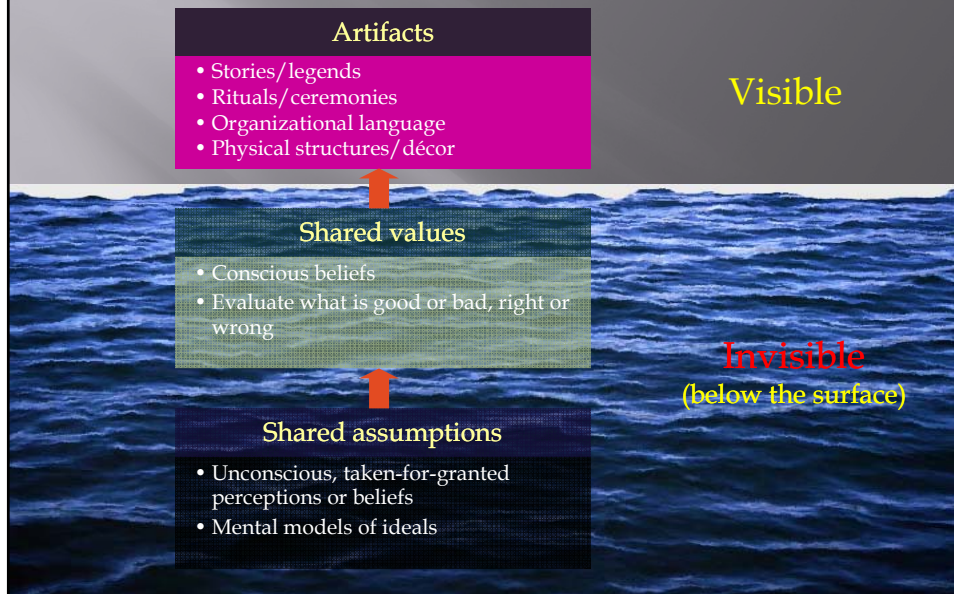 Artifacts
• Stories/legends
• Rituals/ceremonies
• Organizational language
• Physical structures/décor
Visible
Shared values
• Conscious beliefs
• Evaluate what is good or bad, right or
wrong
Invisible
(below the surface)
Shared assumptions
• Unconscious, taken-for-granted
perceptions or beliefs
• Mental models of ideals